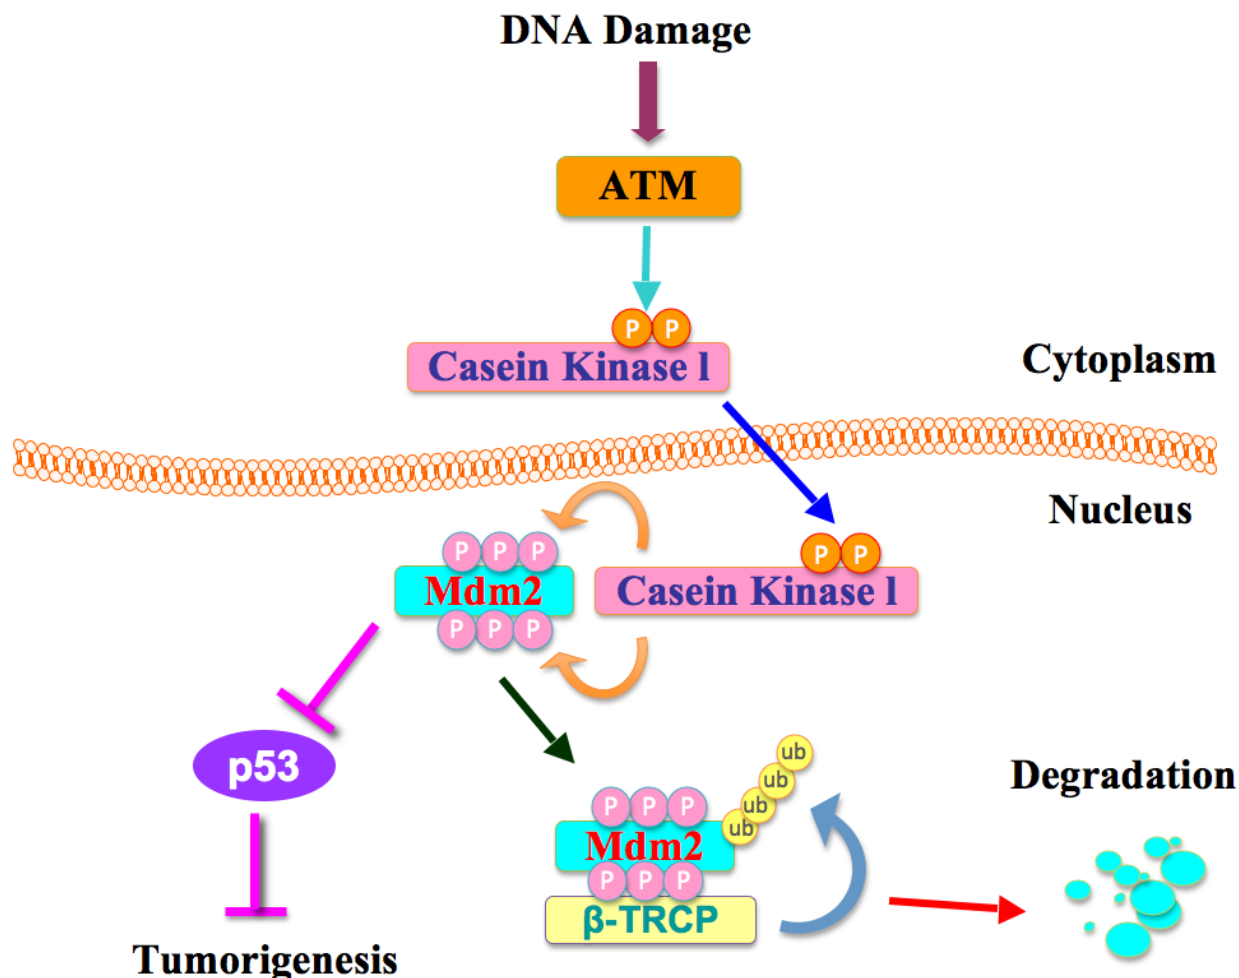 DNA Damage
ATM
P P
Casein Kinase l
Cytoplasm
Nucleus
P P P
P P
Mdm2
Casein Kinase l
P P P
p53
ub
ub
ub
ub
Degradation
P P P
Mdm2
P P P
β-TRCP
Tumorigenesis